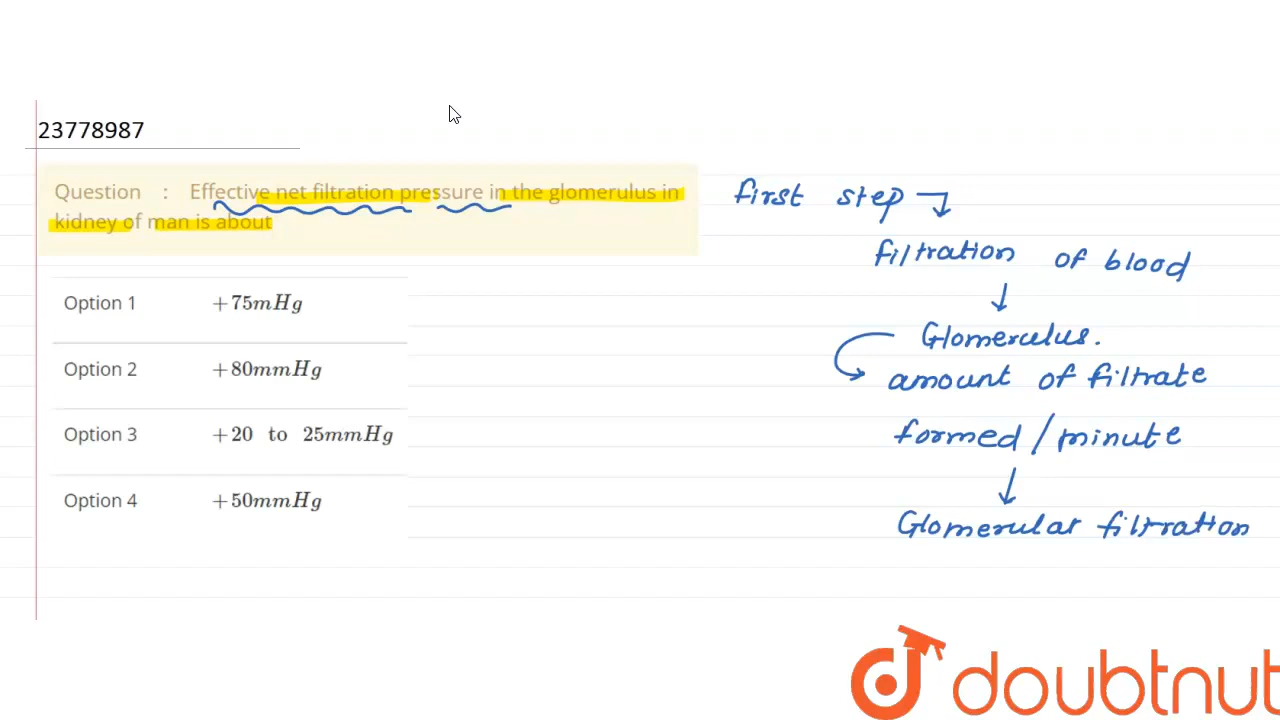 23778987
Question : Effective net filtration pressure in the glomerulus in
kidney of man is about
Option 1 +75mHg
Option 2 +80mmHg
Option 3 +20 to 25mmHg
Option 4 +50mmHg
first step
filtration of blood
Glomerulus.
amount of filtrate
formed / minute
Glomerular filtration
doubtnut